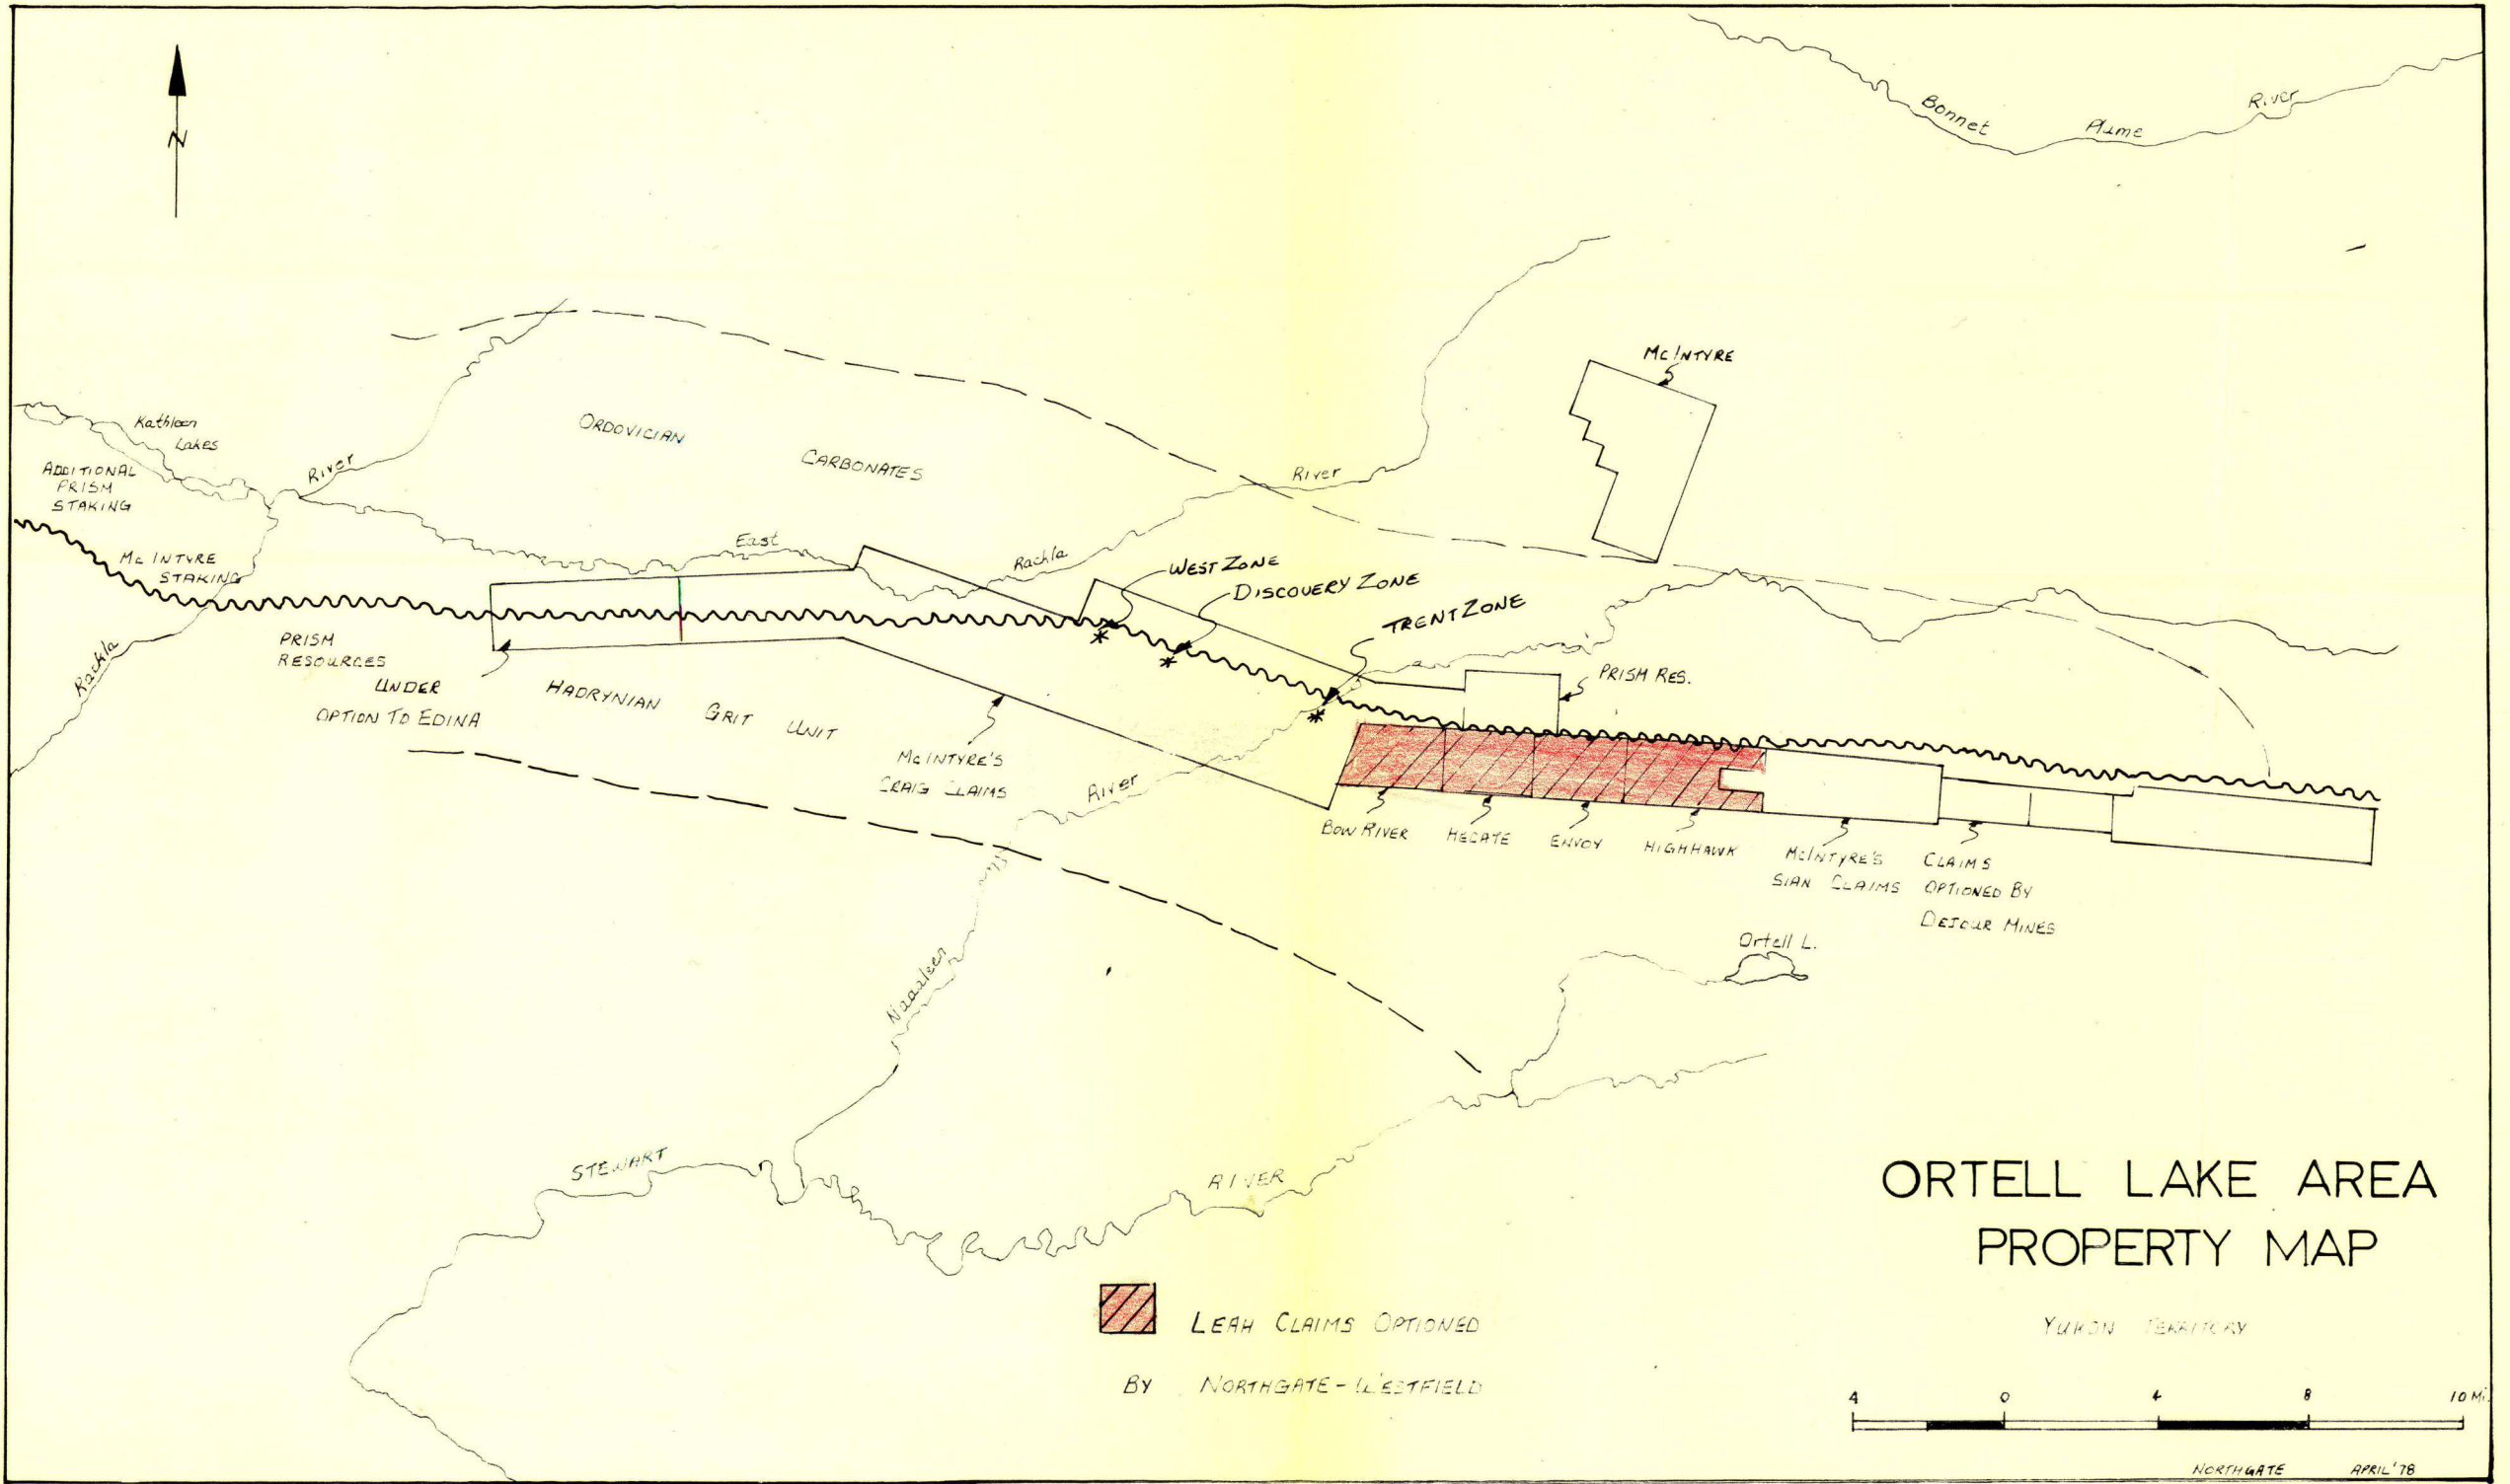 N
Bonnet Plume River
McINTYRE
Kathleen
Lakes
River
ADDITIONAL
PRISM
STAKING
ORDOVICIAN CARBONATES
River
East
Rackla
McINTYRE
STAKING
WEST ZONE
DISCOVERY ZONE
TRENT ZONE
Rackla
PRISM
RESOURCES
UNDER
OPTION TO EDINA
HADRYNIAN GRIT UNIT
PRISM RES.
McINTYRE'S
CRAIG CLAIMS
River
BOW RIVER
HECATE
ENVOY
HIGHHAWK
McINTYRE'S
SIAN CLAIMS
CLAIMS
OPTIONED BY
DETOUR MINES
Ortell L.
STEWART RIVER
ORTELL LAKE AREA
PROPERTY MAP
YUKON TERRITORY
LEAH CLAIMS OPTIONED
BY NORTHGATE-WESTFIELD
4 0 4 8 10 Mi.
NORTHGATE APRIL '78